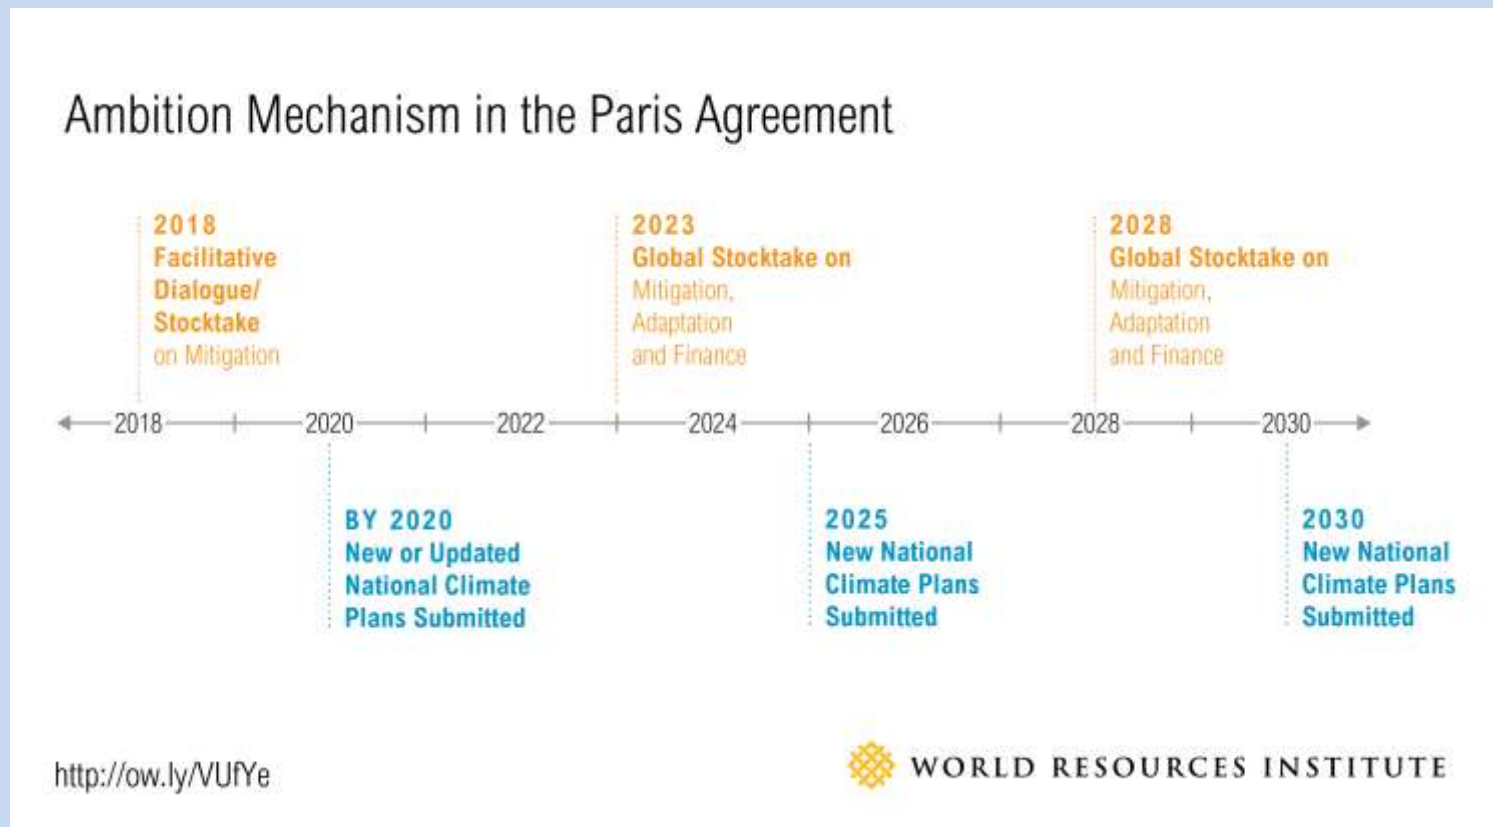 Ambition Mechanism in the Paris Agreement
2018
Facilitative
Dialogue/
Stocktake
on Mitigation
2023
Global Stocktake on
Mitigation,
Adaptation
and Finance
2028
Global Stocktake on
Mitigation,
Adaptation
and Finance
2018 2020 2022 2024 2026 2028 2030
BY 2020
New or Updated
National Climate
Plans Submitted
2025
New National
Climate Plans
Submitted
2030
New National
Climate Plans
Submitted
http://ow.ly/VUfYe
WORLD RESOURCES INSTITUTE